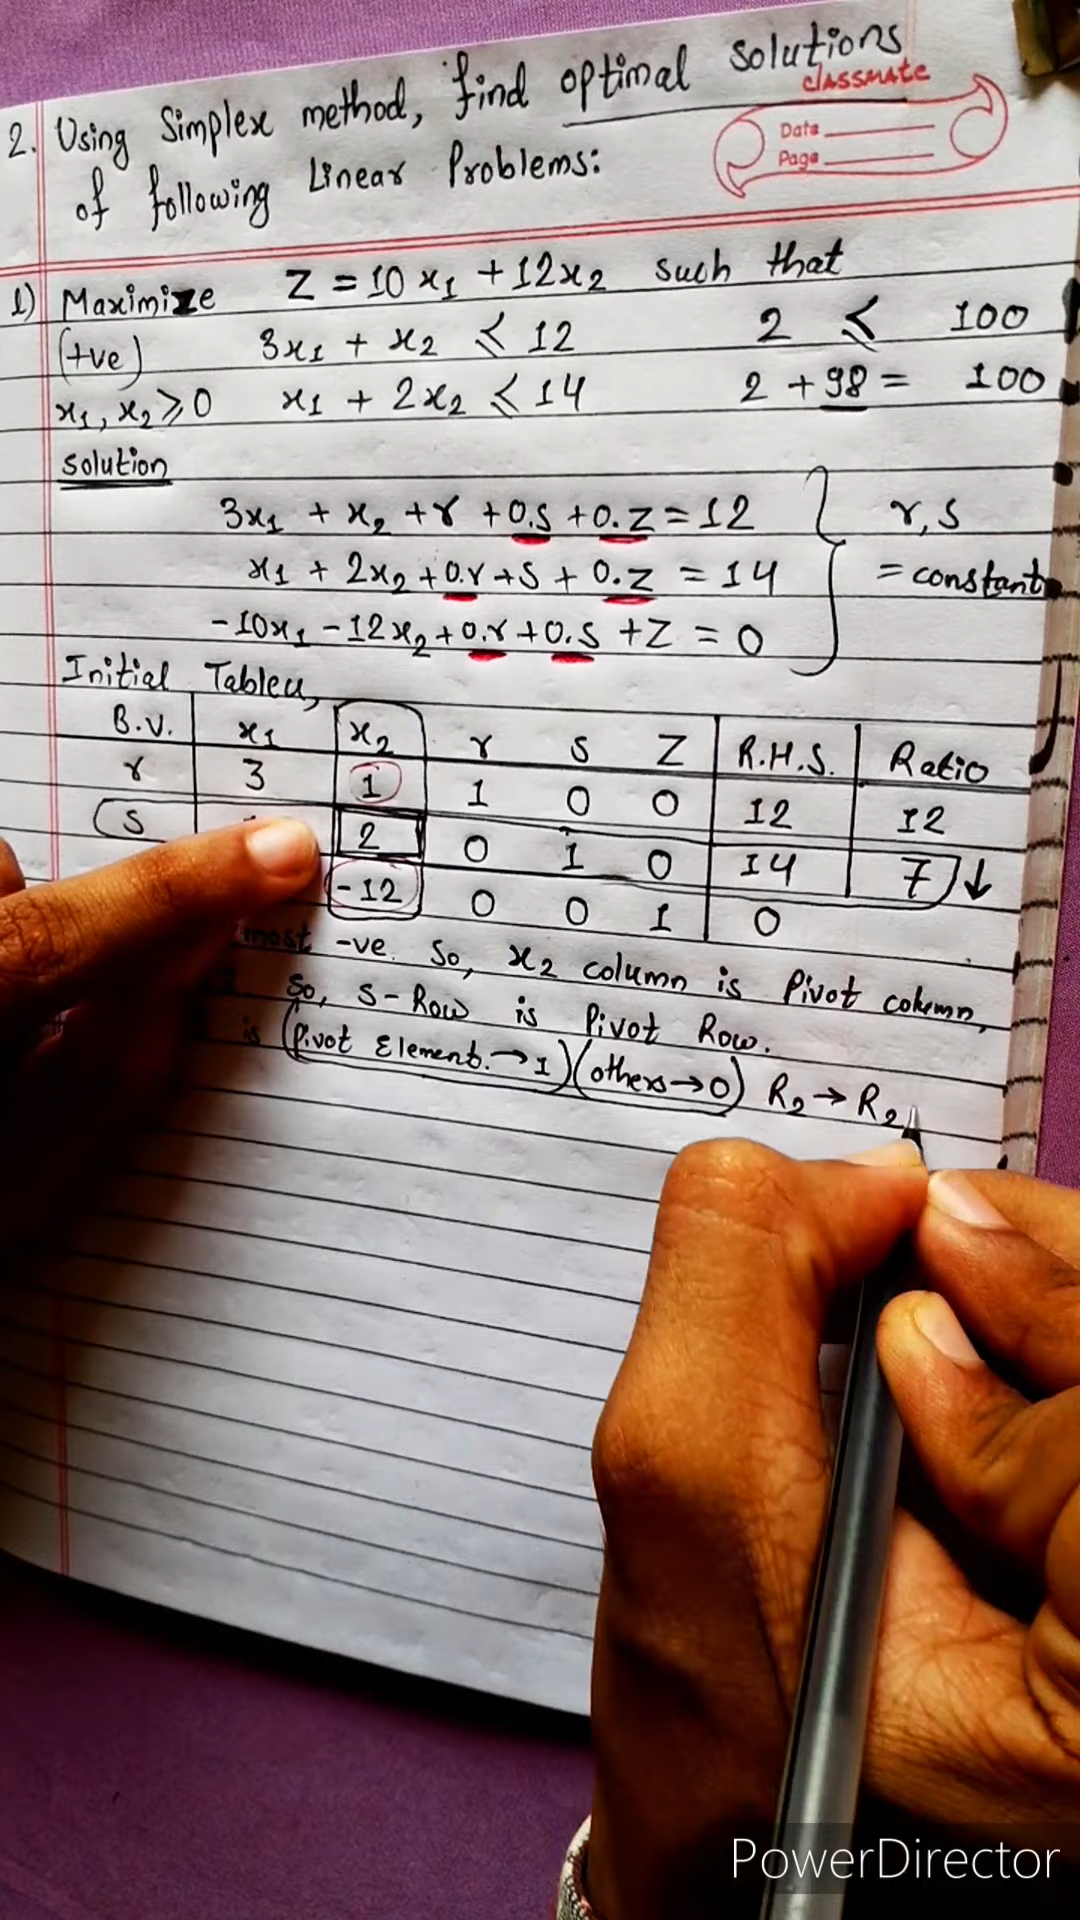 2. Using Simplex method, find optimal solutions
classmate
Date
Page
of following Linear Problems:
1) Maximize Z = 10x₁ + 12x₂ such that
(+ve) 3x₁ + x₂ ≤ 12 2 ≤ 100
x₁, x₂ ≥ 0 x₁ + 2x₂ ≤ 14 2 + 98 = 100
solution
3x₁ + x₂ + r + 0.s + 0.z = 12 r, s
x₁ + 2x₂ + 0.r + s + 0.z = 14 = constant
-10x₁ - 12x₂ + 0.r + 0.s + z = 0
Initial Tableu,
B.V. x₁ x₂ r s z R.H.S. Ratio
r 3 1 1 0 0 12 12
s 2 0 1 0 14 7 ↓
-12 0 0 1 0
most -ve. so, x₂ column is Pivot column,
so, s-Row is Pivot Row.
is (Pivot Element. → 1) (others → 0) R₂ → R₂
PowerDirector